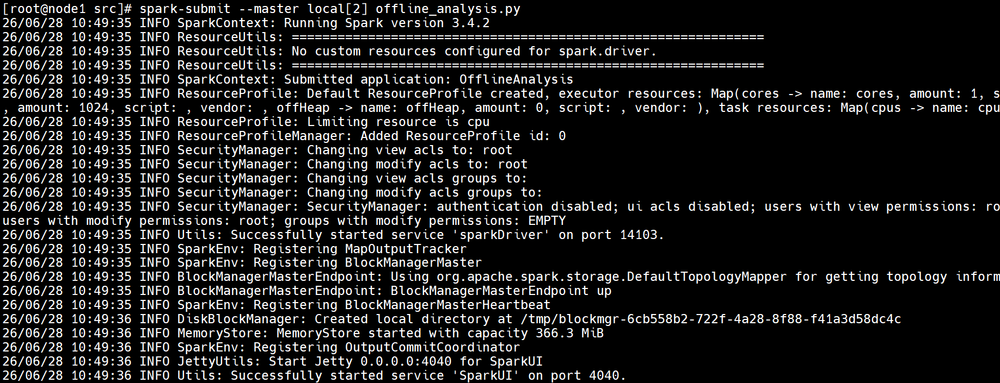 [root@node1 src]# spark-submit --master local[2] offline_analysis.py
26/06/28 10:49:35 INFO SparkContext: Running Spark version 3.4.2
26/06/28 10:49:35 INFO ResourceUtils: ==============================================================
26/06/28 10:49:35 INFO ResourceUtils: No custom resources configured for spark.driver.
26/06/28 10:49:35 INFO ResourceUtils: ==============================================================
26/06/28 10:49:35 INFO SparkContext: Submitted application: OfflineAnalysis
26/06/28 10:49:35 INFO ResourceProfile: Default ResourceProfile created, executor resources: Map(cores -> name: cores, amount: 1, s
, amount: 1024, script: , vendor: , offHeap -> name: offHeap, amount: 0, script: , vendor: ), task resources: Map(cpus -> name: cpu
26/06/28 10:49:35 INFO ResourceProfile: Limiting resource is cpu
26/06/28 10:49:35 INFO ResourceProfileManager: Added ResourceProfile id: 0
26/06/28 10:49:35 INFO SecurityManager: Changing view acls to: root
26/06/28 10:49:35 INFO SecurityManager: Changing modify acls to: root
26/06/28 10:49:35 INFO SecurityManager: Changing view acls groups to:
26/06/28 10:49:35 INFO SecurityManager: Changing modify acls groups to:
26/06/28 10:49:35 INFO SecurityManager: SecurityManager: authentication disabled; ui acls disabled; users with view permissions: ro
users with modify permissions: root; groups with modify permissions: EMPTY
26/06/28 10:49:35 INFO Utils: Successfully started service 'sparkDriver' on port 14103.
26/06/28 10:49:35 INFO SparkEnv: Registering MapOutputTracker
26/06/28 10:49:35 INFO SparkEnv: Registering BlockManagerMaster
26/06/28 10:49:35 INFO BlockManagerMasterEndpoint: Using org.apache.spark.storage.DefaultTopologyMapper for getting topology inform
26/06/28 10:49:35 INFO BlockManagerMasterEndpoint: BlockManagerMasterEndpoint up
26/06/28 10:49:35 INFO SparkEnv: Registering BlockManagerMasterHeartbeat
26/06/28 10:49:36 INFO DiskBlockManager: Created local directory at /tmp/blockmgr-6cb558b2-722f-4a28-8f88-f41a3d58dc4c
26/06/28 10:49:36 INFO MemoryStore: MemoryStore started with capacity 366.3 MiB
26/06/28 10:49:36 INFO SparkEnv: Registering OutputCommitCoordinator
26/06/28 10:49:36 INFO JettyUtils: Start Jetty 0.0.0.0:4040 for SparkUI
26/06/28 10:49:36 INFO Utils: Successfully started service 'SparkUI' on port 4040.